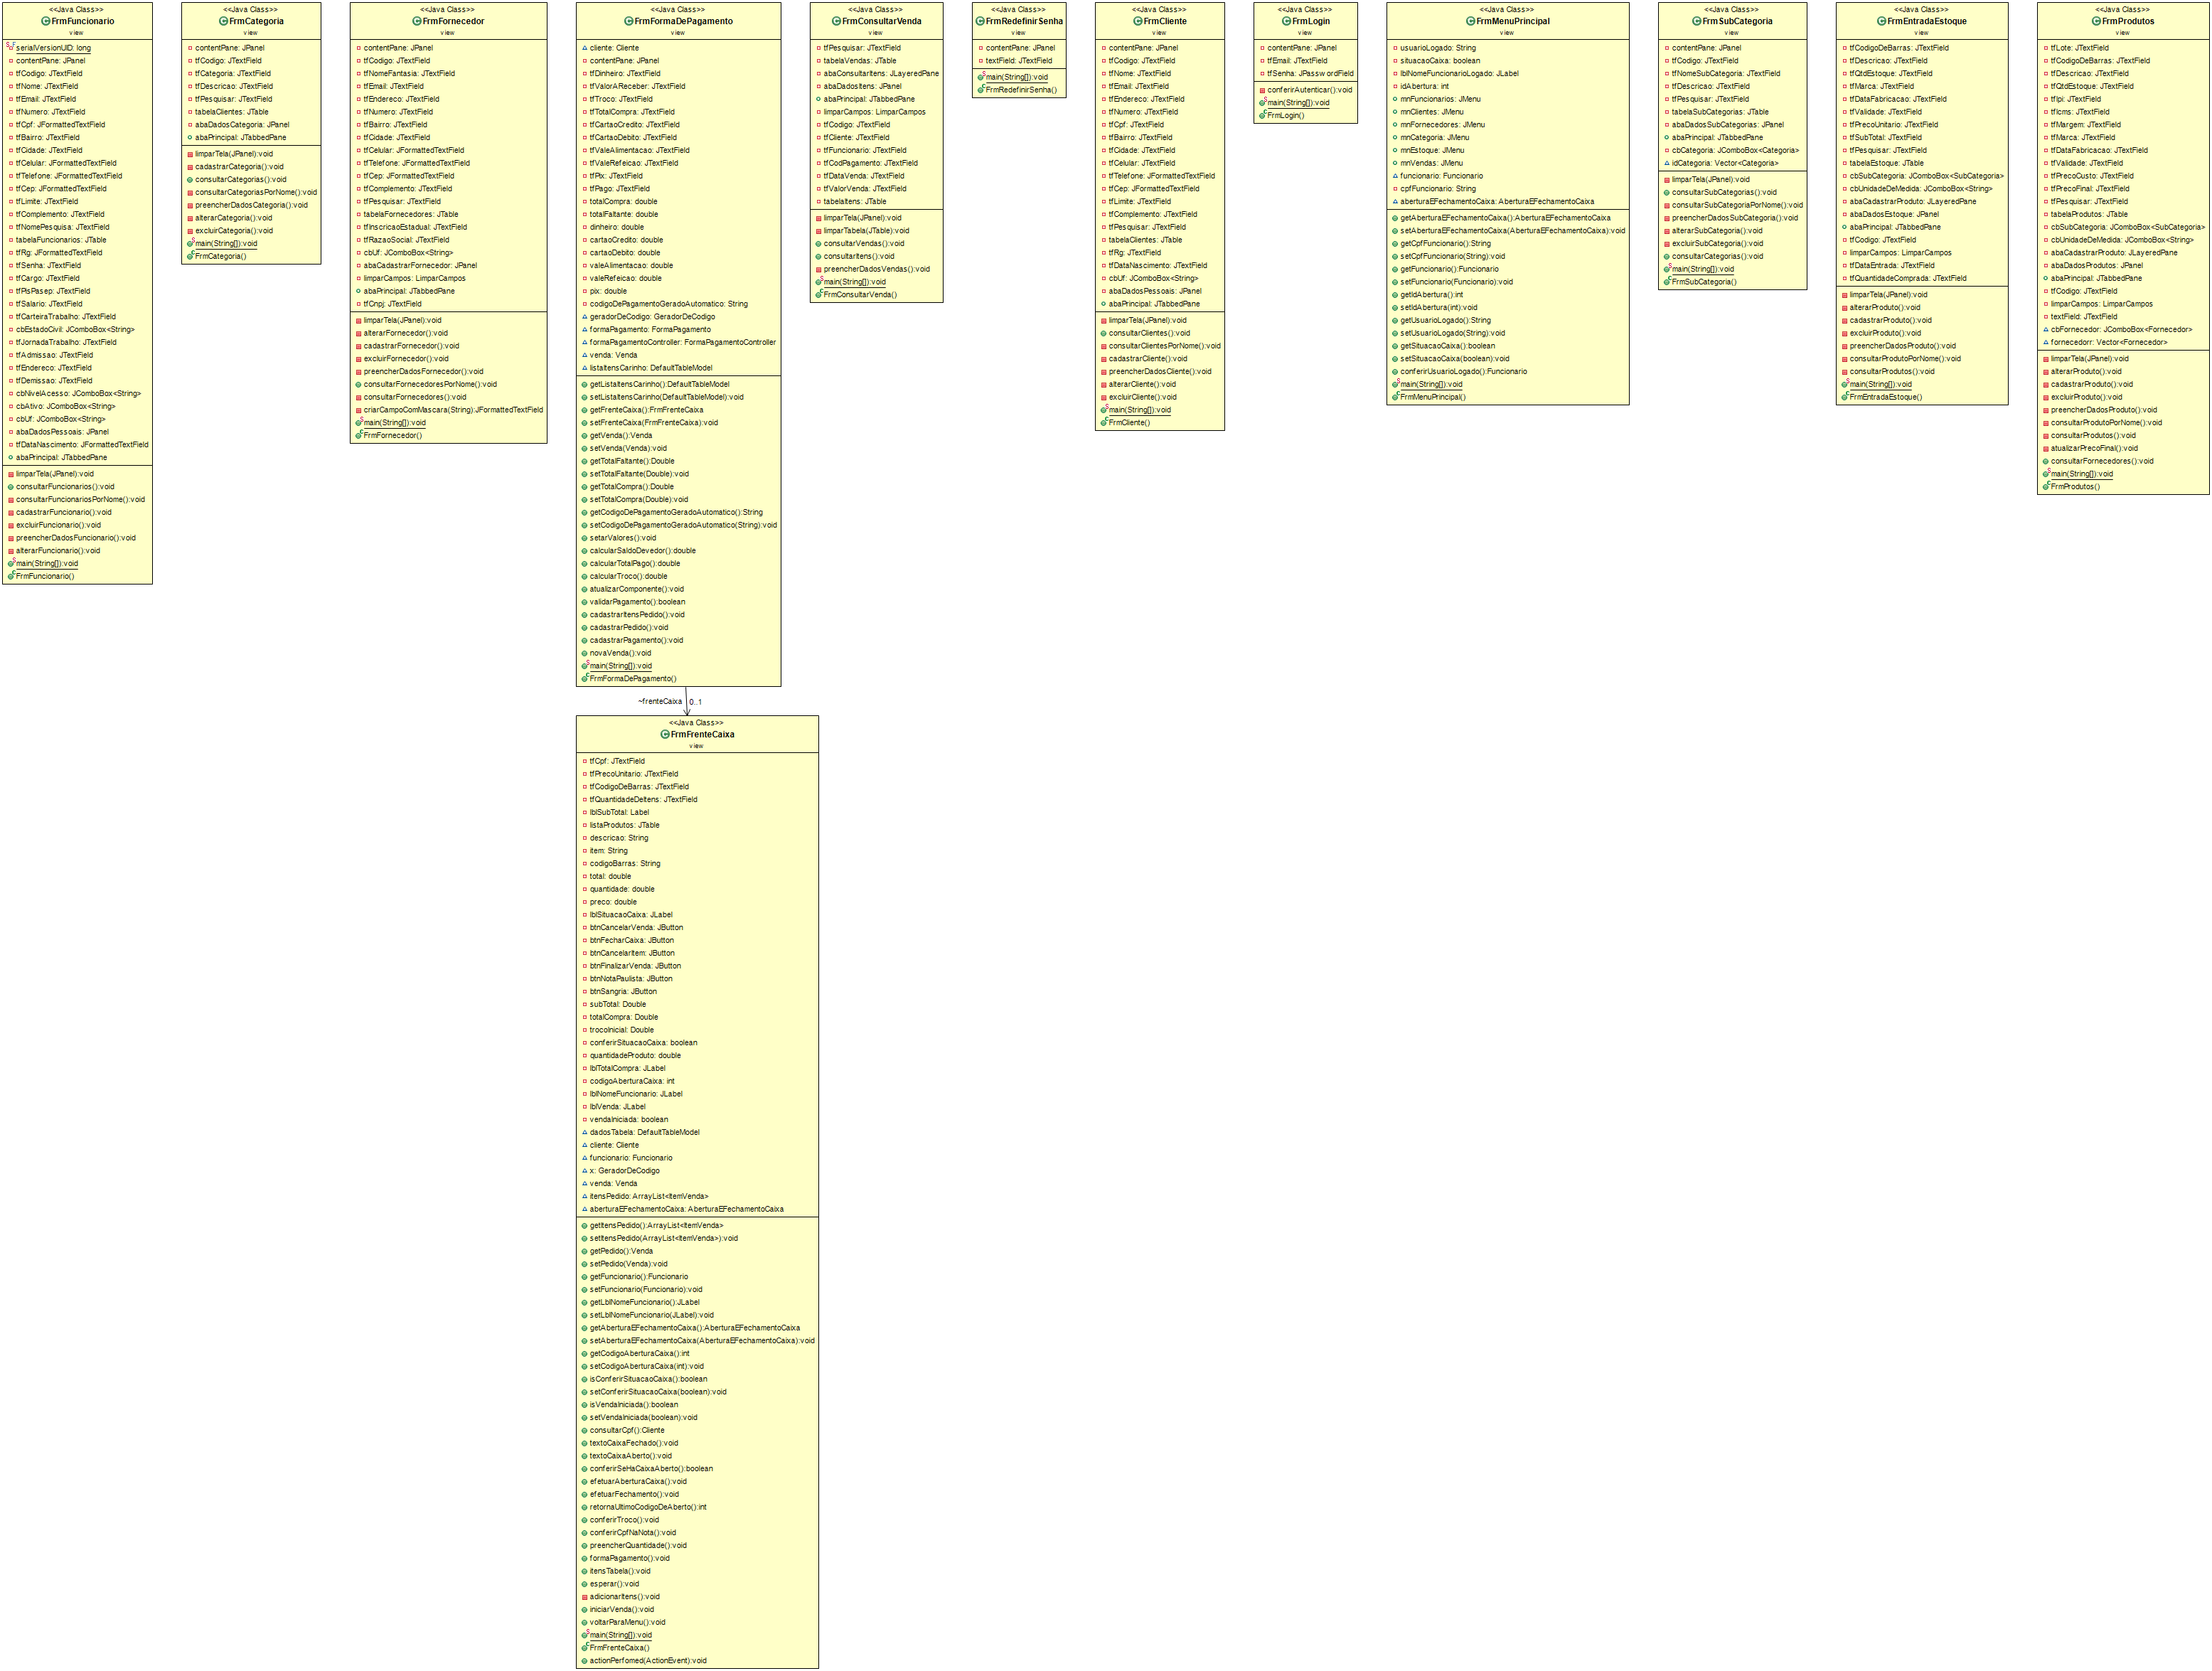 <<Java Class>>
FrmFuncionario
view
serialVersionUID: long
contentPane: JPanel
tfCodigo: JTextField
tfNome: JTextField
tfEmail: JTextField
tfNumero: JTextField
tfCpf: JFormattedTextField
tfBairro: JTextField
tfCidade: JTextField
tfCelular: JFormattedTextField
tfTelefone: JFormattedTextField
tfCep: JFormattedTextField
tfLimite: JTextField
tfComplemento: JTextField
tfNomePesquisa: JTextField
tabelaFuncionarios: JTable
tfRg: JFormattedTextField
tfSenha: JTextField
tfCargo: JTextField
tfPisPasep: JTextField
tfSalario: JTextField
tfCarteiraTrabalho: JTextField
cbEstadoCivil: JComboBox<String>
tfJornadaTrabalho: JTextField
tfAdmissao: JTextField
tfEndereco: JTextField
tfDemissao: JTextField
cbNivelAcesso: JComboBox<String>
cbAtivo: JComboBox<String>
cbUf: JComboBox<String>
abaDadosPessoais: JPanel
tfDataNascimento: JFormattedTextField
abaPrincipal: JTabbedPane
limparTela(JPanel):void
consultarFuncionarios():void
consultarFuncionariosPorNome():void
cadastrarFuncionario():void
excluirFuncionario():void
preencherDadosFuncionario():void
alterarFuncionario():void
main(String[]):void
FrmFuncionario()
<<Java Class>>
FrmCategoria
view
contentPane: JPanel
tfCodigo: JTextField
tfCategoria: JTextField
tfDescricao: JTextField
tfPesquisar: JTextField
tabelaClientes: JTable
abaDadosCategoria: JPanel
abaPrincipal: JTabbedPane
limparTela(JPanel):void
cadastrarCategoria():void
consultarCategorias():void
consultarCategoriasPorNome():void
preencherDadosCategoria():void
alterarCategoria():void
excluirCategoria():void
main(String[]):void
FrmCategoria()
<<Java Class>>
FrmFornecedor
view
contentPane: JPanel
tfCodigo: JTextField
tfNomeFantasia: JTextField
tfEmail: JTextField
tfEndereco: JTextField
tfNumero: JTextField
tfBairro: JTextField
tfCidade: JTextField
tfCelular: JFormattedTextField
tfTelefone: JFormattedTextField
tfCep: JFormattedTextField
tfComplemento: JTextField
tfPesquisar: JTextField
tabelaFornecedores: JTable
tfInscricaoEstadual: JTextField
tfRazaoSocial: JTextField
cbUf: JComboBox<String>
abaCadastrarFornecedor: JPanel
limparCampos: LimparCampos
abaPrincipal: JTabbedPane
tfCnpj: JTextField
limparTela(JPanel):void
alterarFornecedor():void
cadastrarFornecedor():void
excluirFornecedor():void
preencherDadosFornecedor():void
consultarFornecedoresPorNome():void
consultarFornecedores():void
criarCampoComMascara(String):JFormattedTextField
main(String[]):void
FrmFornecedor()
<<Java Class>>
FrmFormaDePagamento
view
cliente: Cliente
contentPane: JPanel
tfDinheiro: JTextField
tfValorAReceber: JTextField
tfTroco: JTextField
tfTotalCompra: JTextField
tfCartaoCredito: JTextField
tfCartaoDebito: JTextField
tfValeAlimentacao: JTextField
tfValeRefeicao: JTextField
tfPix: JTextField
tfPago: JTextField
totalCompra: double
totalFaltante: double
dinheiro: double
cartaoCredito: double
cartaoDebito: double
valeAlimentacao: double
valeRefeicao: double
pix: double
codigoDePagamentoGeradoAutomatico: String
geradorDeCodigo: GeradorDeCodigo
formaPagamento: FormaPagamento
formaPagamentoController: FormaPagamentoController
venda: Venda
listaItensCarinho: DefaultTableModel
getListaItensCarinho():DefaultTableModel
setListaItensCarinho(DefaultTableModel):void
getFrenteCaixa():FrmFrenteCaixa
setFrenteCaixa(FrmFrenteCaixa):void
getVenda():Venda
setVenda(Venda):void
getTotalFaltante():Double
setTotalFaltante(Double):void
getTotalCompra():Double
setTotalCompra(Double):void
getCodigoDePagamentoGeradoAutomatico():String
setCodigoDePagamentoGeradoAutomatico(String):void
setarValores():void
calcularSaldoDevedor():double
calcularTotalPago():double
calcularTroco():double
atualizarComponente():void
validarPagamento():boolean
cadastrarItensPedido():void
cadastrarPedido():void
cadastrarPagamento():void
novaVenda():void
main(String[]):void
FrmFormaDePagamento()
~frenteCaixa 0..1
<<Java Class>>
FrmFrenteCaixa
view
tfCpf: JTextField
tfPrecoUnitario: JTextField
tfCodigoDeBarras: JTextField
tfQuantidadeDeItens: JTextField
lblSubTotal: Label
listaProdutos: JTable
descricao: String
item: String
codigoBarras: String
total: double
quantidade: double
preco: double
lblSituacaoCaixa: JLabel
btnCancelarVenda: JButton
btnFecharCaixa: JButton
btnCancelarItem: JButton
btnFinalizarVenda: JButton
btnNotaPaulista: JButton
btnSangria: JButton
subTotal: Double
totalCompra: Double
trocoInicial: Double
conferirSituacaoCaixa: boolean
quantidadeProduto: double
lblTotalCompra: JLabel
codigoAberturaCaixa: int
lblNomeFuncionario: JLabel
lblVenda: JLabel
vendaIniciada: boolean
dadosTabela: DefaultTableModel
cliente: Cliente
funcionario: Funcionario
x: GeradorDeCodigo
venda: Venda
itensPedido: ArrayList<ItemVenda>
aberturaEFechamentoCaixa: AberturaEFechamentoCaixa
getItensPedido():ArrayList<ItemVenda>
setItensPedido(ArrayList<ItemVenda>):void
getPedido():Venda
setPedido(Venda):void
getFuncionario():Funcionario
setFuncionario(Funcionario):void
getLblNomeFuncionario():JLabel
setLblNomeFuncionario(JLabel):void
getAberturaEFechamentoCaixa():AberturaEFechamentoCaixa
setAberturaEFechamentoCaixa(AberturaEFechamentoCaixa):void
getCodigoAberturaCaixa():int
setCodigoAberturaCaixa(int):void
isConferirSituacaoCaixa():boolean
setConferirSituacaoCaixa(boolean):void
isVendaIniciada():boolean
setVendaIniciada(boolean):void
consultarCpf():Cliente
textoCaixaFechado():void
textoCaixaAberto():void
conferirSeHaCaixaAberto():boolean
efetuarAberturaCaixa():void
efetuarFechamento():void
retornaUltimoCodigoDeAberto():int
conferirTroco():void
conferirCpfNaNota():void
preencherQuantidade():void
formaPagamento():void
itensTabela():void
esperar():void
adicionarItens():void
iniciarVenda():void
voltarParaMenu():void
main(String[]):void
FrmFrenteCaixa()
actionPerfomed(ActionEvent):void
<<Java Class>>
FrmConsultarVenda
view
tfPesquisar: JTextField
tabelaVendas: JTable
abaConsultarItens: JLayeredPane
abaDadosItens: JPanel
abaPrincipal: JTabbedPane
limparCampos: LimparCampos
tfCodigo: JTextField
tfCliente: JTextField
tfFuncionario: JTextField
tfCodPagamento: JTextField
tfDataVenda: JTextField
tfValorVenda: JTextField
tabelaItens: JTable
limparTela(JPanel):void
limparTabela(JTable):void
consultarVendas():void
consultarItens():void
preencherDadosVendas():void
main(String[]):void
FrmConsultarVenda()
<<Java Class>>
FrmRedefinirSenha
view
contentPane: JPanel
textField: JTextField
main(String[]):void
FrmRedefinirSenha()
<<Java Class>>
FrmCliente
view
contentPane: JPanel
tfCodigo: JTextField
tfNome: JTextField
tfEmail: JTextField
tfEndereco: JTextField
tfNumero: JTextField
tfCpf: JTextField
tfBairro: JTextField
tfCidade: JTextField
tfCelular: JTextField
tfTelefone: JFormattedTextField
tfCep: JFormattedTextField
tfLimite: JTextField
tfComplemento: JTextField
tfPesquisar: JTextField
tabelaClientes: JTable
tfRg: JTextField
tfDataNascimento: JTextField
cbUf: JComboBox<String>
abaDadosPessoais: JPanel
abaPrincipal: JTabbedPane
limparTela(JPanel):void
consultarClientes():void
consultarClientesPorNome():void
cadastrarCliente():void
preencherDadosCliente():void
alterarCliente():void
excluirCliente():void
main(String[]):void
FrmCliente()
<<Java Class>>
FrmLogin
view
contentPane: JPanel
tfEmail: JTextField
tfSenha: JPasswordField
conferirAutenticar():void
main(String[]):void
FrmLogin()
<<Java Class>>
FrmMenuPrincipal
view
usuarioLogado: String
situacaoCaixa: boolean
lblNomeFuncionarioLogado: JLabel
idAbertura: int
mnFuncionarios: JMenu
mnClientes: JMenu
mnFornecedores: JMenu
mnCategoria: JMenu
mnEstoque: JMenu
mnVendas: JMenu
funcionario: Funcionario
cpfFuncionario: String
aberturaEFechamentoCaixa: AberturaEFechamentoCaixa
getAberturaEFechamentoCaixa():AberturaEFechamentoCaixa
setAberturaEFechamentoCaixa(AberturaEFechamentoCaixa):void
getCpfFuncionario():String
setCpfFuncionario(String):void
getFuncionario():Funcionario
setFuncionario(Funcionario):void
getIdAbertura():int
setIdAbertura(int):void
getUsuarioLogado():String
setUsuarioLogado(String):void
getSituacaoCaixa():boolean
setSituacaoCaixa(boolean):void
conferirUsuarioLogado():Funcionario
main(String[]):void
FrmMenuPrincipal()
<<Java Class>>
FrmSubCategoria
view
contentPane: JPanel
tfCodigo: JTextField
tfNomeSubCategoria: JTextField
tfDescricao: JTextField
tfPesquisar: JTextField
tabelaSubCategorias: JTable
abaDadosSubCategorias: JPanel
abaPrincipal: JTabbedPane
cbCategoria: JComboBox<Categoria>
idCategoria: Vector<Categoria>
limparTela(JPanel):void
consultarSubCategorias():void
consultarSubCategoriaPorNome():void
preencherDadosSubCategoria():void
alterarSubCategoria():void
excluirSubCategoria():void
consultarCategorias():void
main(String[]):void
FrmSubCategoria()
<<Java Class>>
FrmEntradaEstoque
view
tfCodigoDeBarras: JTextField
tfDescricao: JTextField
tfQtdEstoque: JTextField
tfMarca: JTextField
tfDataFabricacao: JTextField
tfValidade: JTextField
tfPrecoUnitario: JTextField
tfSubTotal: JTextField
tfPesquisar: JTextField
tabelaEstoque: JTable
cbSubCategoria: JComboBox<SubCategoria>
cbUnidadeDeMedida: JComboBox<String>
abaCadastrarProduto: JLayeredPane
abaDadosEstoque: JPanel
abaPrincipal: JTabbedPane
tfCodigo: JTextField
limparCampos: LimparCampos
tfDataEntrada: JTextField
tfQuantidadeComprada: JTextField
limparTela(JPanel):void
alterarProduto():void
cadastrarProduto():void
excluirProduto():void
preencherDadosProduto():void
consultarProdutoPorNome():void
consultarProdutos():void
main(String[]):void
FrmEntradaEstoque()
<<Java Class>>
FrmProdutos
view
tfLote: JTextField
tfCodigoDeBarras: JTextField
tfDescricao: JTextField
tfQtdEstoque: JTextField
tfIpi: JTextField
tfIcms: JTextField
tfMargem: JTextField
tfMarca: JTextField
tfDataFabricacao: JTextField
tfValidade: JTextField
tfPrecoCusto: JTextField
tfPrecoFinal: JTextField
tfPesquisar: JTextField
tabelaProdutos: JTable
cbSubCategoria: JComboBox<SubCategoria>
cbUnidadeDeMedida: JComboBox<String>
abaCadastrarProduto: JLayeredPane
abaDadosProdutos: JPanel
abaPrincipal: JTabbedPane
tfCodigo: JTextField
limparCampos: LimparCampos
textField: JTextField
cbFornecedor: JComboBox<Fornecedor>
fornecedorr: Vector<Fornecedor>
limparTela(JPanel):void
alterarProduto():void
cadastrarProduto():void
excluirProduto():void
preencherDadosProduto():void
consultarProdutoPorNome():void
consultarProdutos():void
atualizarPrecoFinal():void
consultarFornecedores():void
main(String[]):void
FrmProdutos()